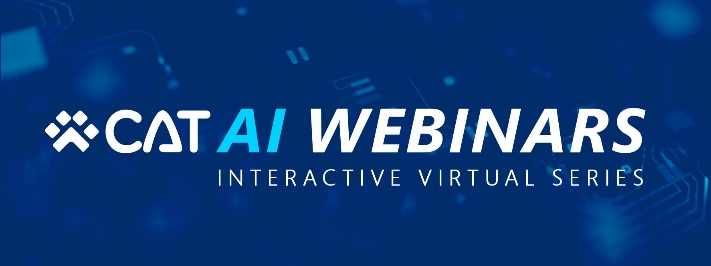 CAT AI WEBINARS
INTERACTIVE VIRTUAL SERIES